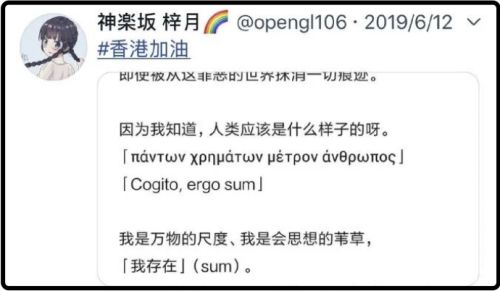 神楽坂 梓月🌈 @opengl106 · 2019/6/12
#香港加油
即使被从这罪恶的世界抹消一切痕迹。
因为我知道，人类应该是什么样子的呀。
「πάντων χρημάτων μέτρον άνθρωπος」
「Cogito, ergo sum」
我是万物的尺度、我是会思想的苇草，
「我存在」（sum）。